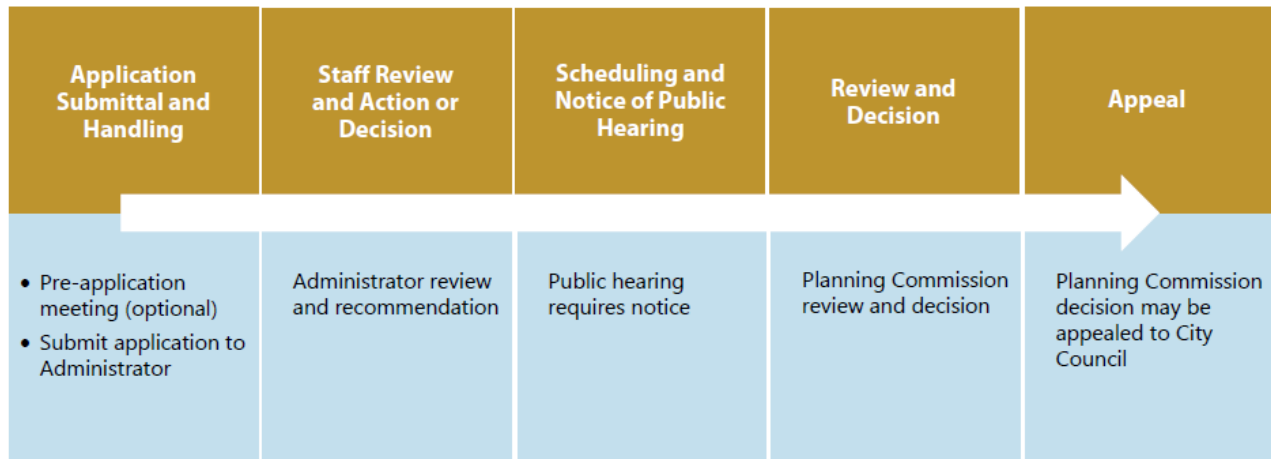 Application
Submittal and
Handling
Staff Review
and Action or
Decision
Scheduling and
Notice of Public
Hearing
Review and
Decision
Appeal
• Pre-application
meeting (optional)
• Submit application to
Administrator
Administrator review
and recommendation
Public hearing
requires notice
Planning Commission
review and decision
Planning Commission
decision may be
appealed to City
Council